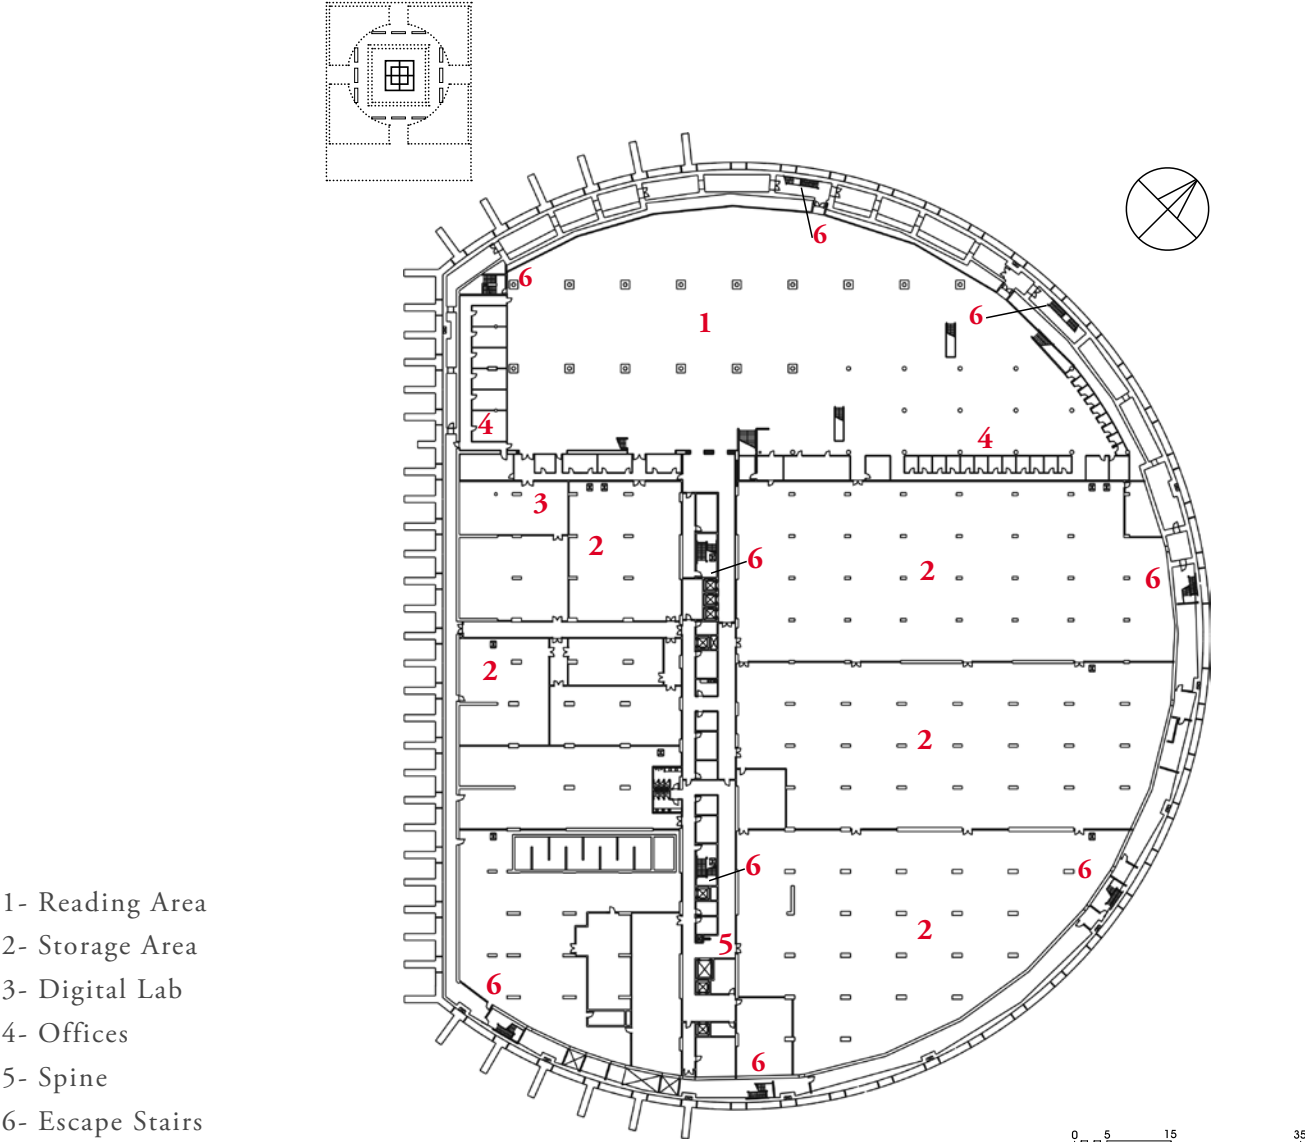 6
6
6
1
4
4
3
2
6
2
6
2
2
6
6
2
5
6
6
1- Reading Area
2- Storage Area
3- Digital Lab
4- Offices
5- Spine
6- Escape Stairs
0 5 15 35